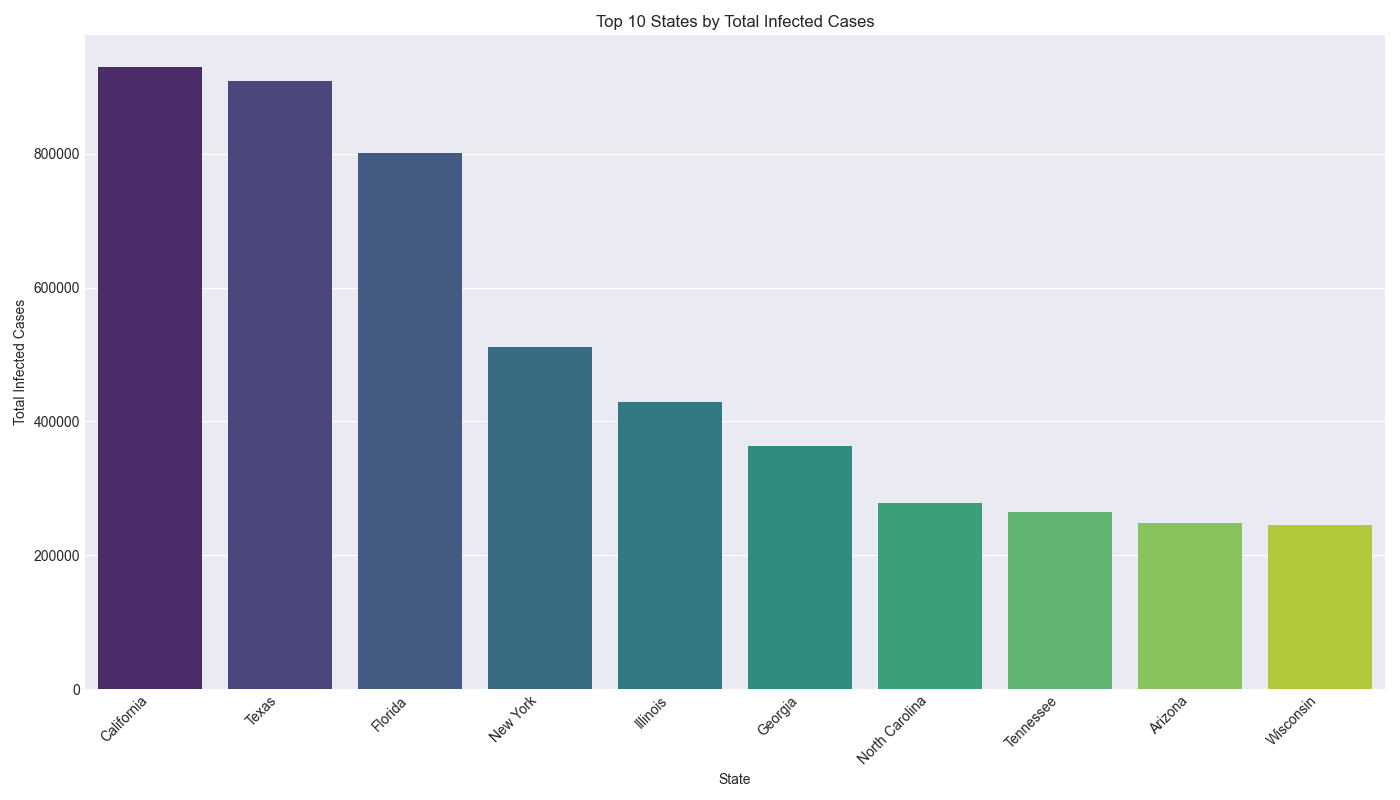 Top 10 States by Total Infected Cases
Total Infected Cases
800000
600000
400000
200000
0
California
Texas
Florida
New York
Illinois
Georgia
North Carolina
Tennessee
Arizona
Wisconsin
State